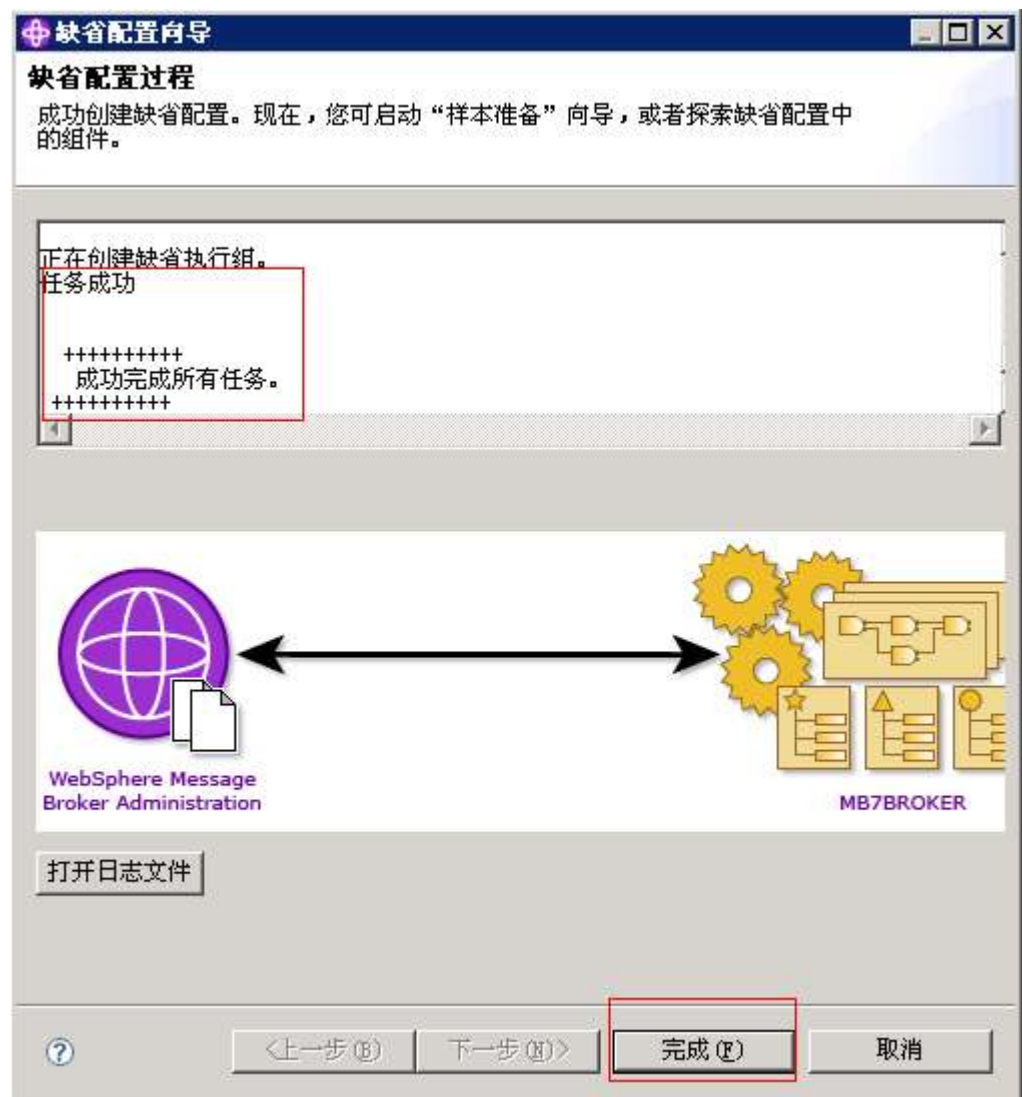 缺省配置向导
缺省配置过程
成功创建缺省配置。现在，您可启动“样本准备”向导，或者探索缺省配置中
的组件。
正在创建缺省执行组。
任务成功
++++++++++
成功完成所有任务。
++++++++++
WebSphere Message
Broker Administration
MB7BROKER
打开日志文件
<上一步(B)
下一步(N)>
完成(F)
取消